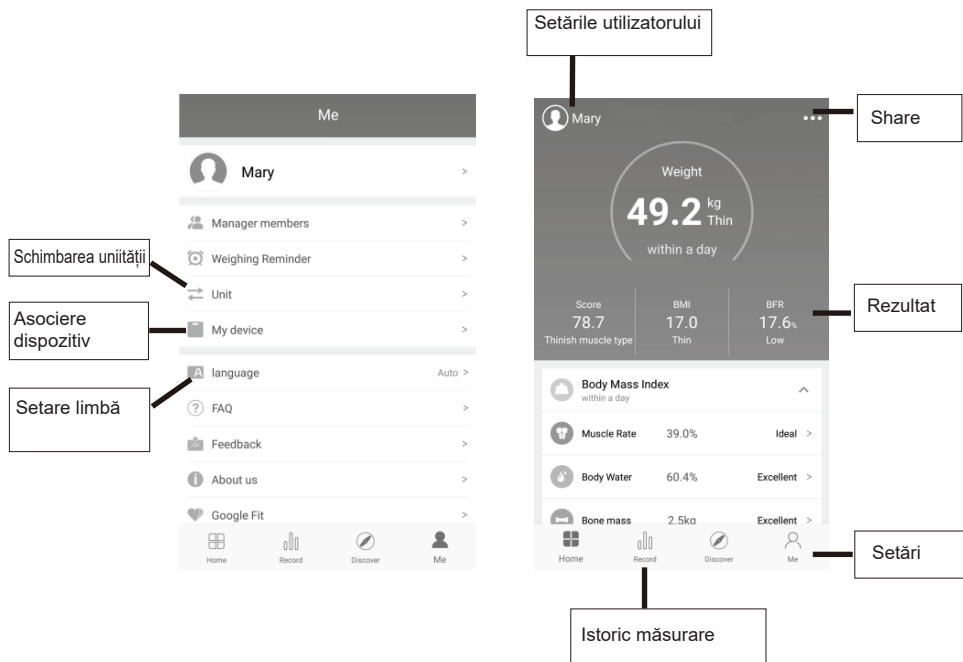 Setările utilizatorului
Me
Mary
Manager members
Weighing Reminder
Unit
My device
language Auto
FAQ
Feedback
About us
Google Fit
Home Record Discover Me
Schimbarea uniității
Asociere
dispozitiv
Setare limbă
Mary
Share
Weight
49.2 kg
Thin
within a day
Score BMI BFR
78.7 17.0 17.6%
Thinish muscle type Thin Low
Rezultat
Body Mass Index
within a day
Muscle Rate 39.0% Ideal
Body Water 60.4% Excellent
Bone mass 2.5kg Excellent
Home Record Discover Me
Setări
Istoric măsurare